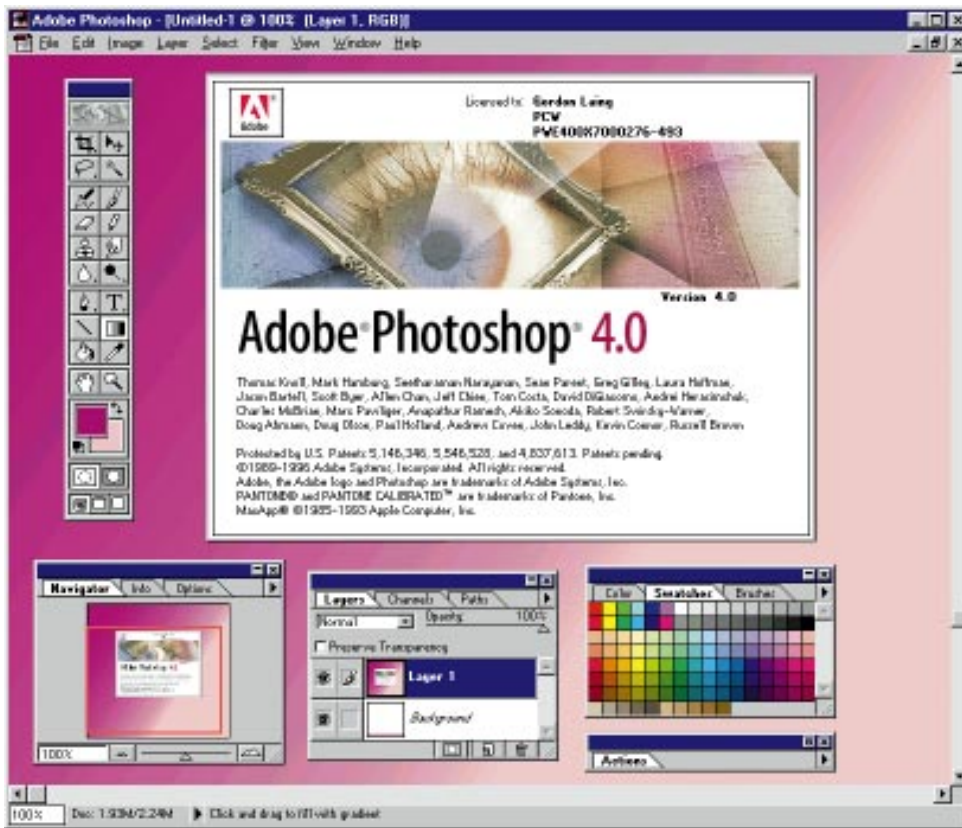 Adobe Photoshop - [Untitled-1 @ 100% (Layer 1, RGB)]
File Edit Image Layer Select Filter View Window Help
Adobe
Licensed to: Gordon Laing
PCW
PWE400X7000276-493
Version 4.0
Adobe® Photoshop® 4.0
Thomas Knoll, Mark Hamburg, Seetharaman Narayanan, Sean Parent, Greg Gilley, Laura Hoffman,
Jason Bartell, Scott Byer, Allen Chan, Jeff Chien, Tom Costa, David DiGiacomo, Andrei Herasimchuk,
Charles McBrian, Marc Pawliger, Anapathur Ramesh, Akiko Sonoda, Robert Svirsky-Warner,
Doug Ahmann, Doug Olson, Paul Holland, Andrew Coven, John Leddy, Kevin Connor, Russell Brown
Protected by U.S. Patents 5,146,346, 5,546,528, and 4,837,613. Patents pending.
©1989-1996 Adobe Systems, Incorporated. All rights reserved.
Adobe, the Adobe logo and Photoshop are trademarks of Adobe Systems, Inc.
PANTONE® and PANTONE CALIBRATED™ are trademarks of Pantone, Inc.
MacApp® ©1985-1993 Apple Computer, Inc.
T
Navigator Info Options
100%
Layers Channels Paths
Normal Opacity: 100%
Preserve Transparency
Layer 1
Background
Color Swatches Brushes
Actions
100% Doc: 1.93M/2.24M Click and drag to fill with gradient